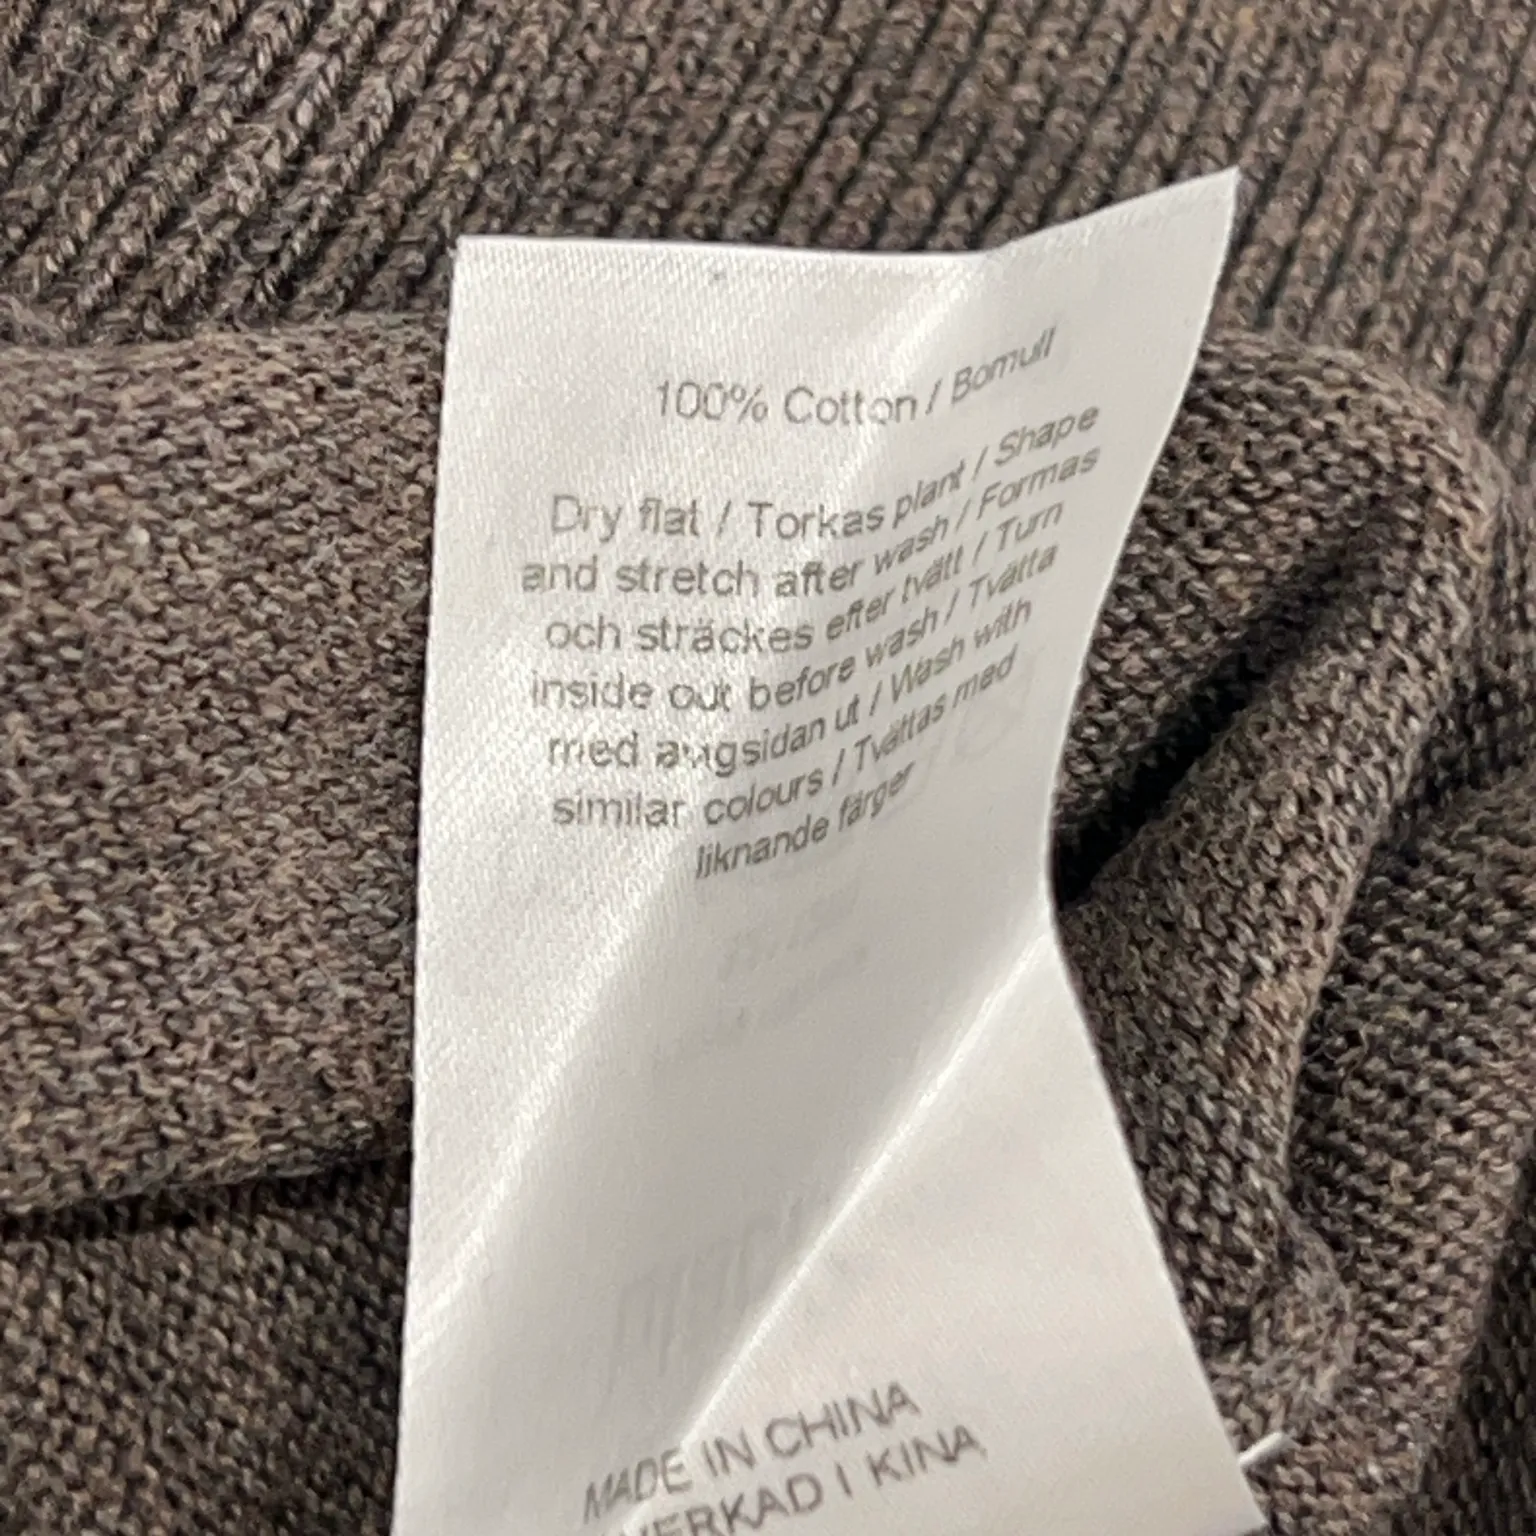 100% Cotton / Bomull
Dry flat / Torkas plant / Shape
and stretch after wash / Formas
och sträckes efter tvätt / Turn
inside out before wash / Tvätta
med avigsidan ut / Wash with
similar colours / Tvättas med
liknande färger
MADE IN CHINA
VERKAD I KINA